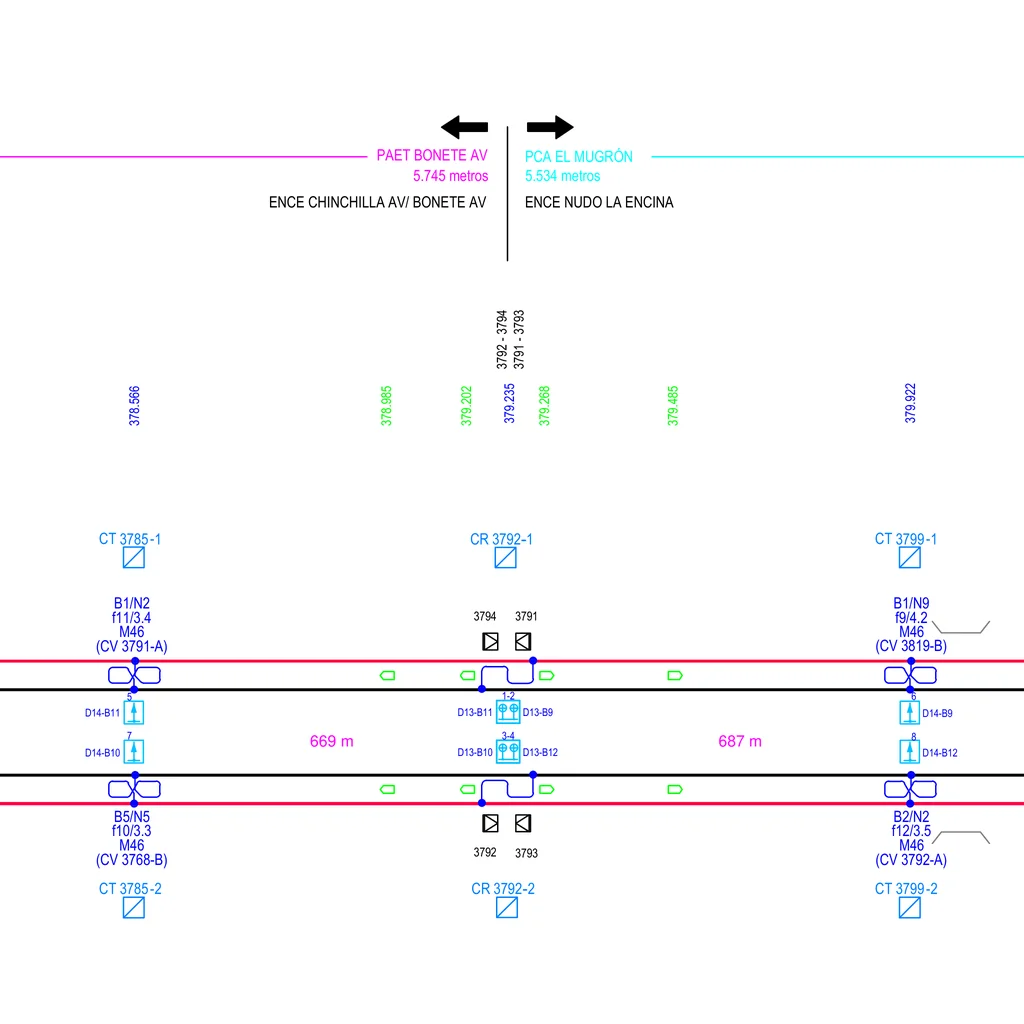 PAET BONETE AV
5.745 metros
ENCE CHINCHILLA AV/ BONETE AV
PCA EL MUGRÓN
5.534 metros
ENCE NUDO LA ENCINA
3792 - 3794
3791 - 3793
378.566
378.985
379.202
379.235
379.268
379.485
379.922
CT 3785-1
CR 3792-1
CT 3799-1
B1/N2
f11/3.4
M46
(CV 3791-A)
3794
3791
B1/N9
f9/4.2
M46
(CV 3819-B)
5
D14-B11
1-2
D13-B11
D13-B9
6
D14-B9
7
D14-B10
669 m
3-4
D13-B10
D13-B12
687 m
8
D14-B12
B5/N5
f10/3.3
M46
(CV 3768-B)
3792
3793
B2/N2
f12/3.5
M46
(CV 3792-A)
CT 3785-2
CR 3792-2
CT 3799-2